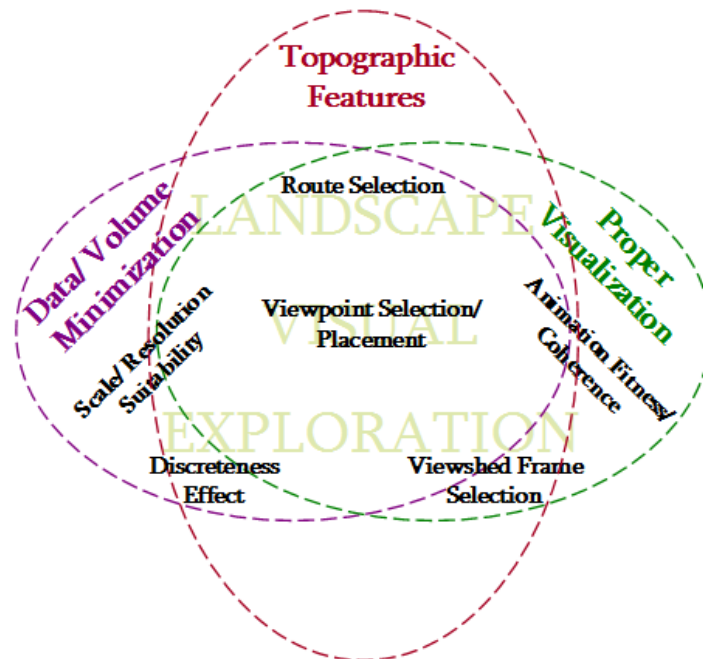 Topographic
Features
Route Selection
LANDSCAPE
Data/ Volume
Minimization
Proper
Visualization
Scale/ Resolution
Suitability
Viewpoint Selection/
VISUAL
Placement
Animation Fitness/
Coherence
EXPLORATION
Discreteness
Effect
Viewshed Frame
Selection